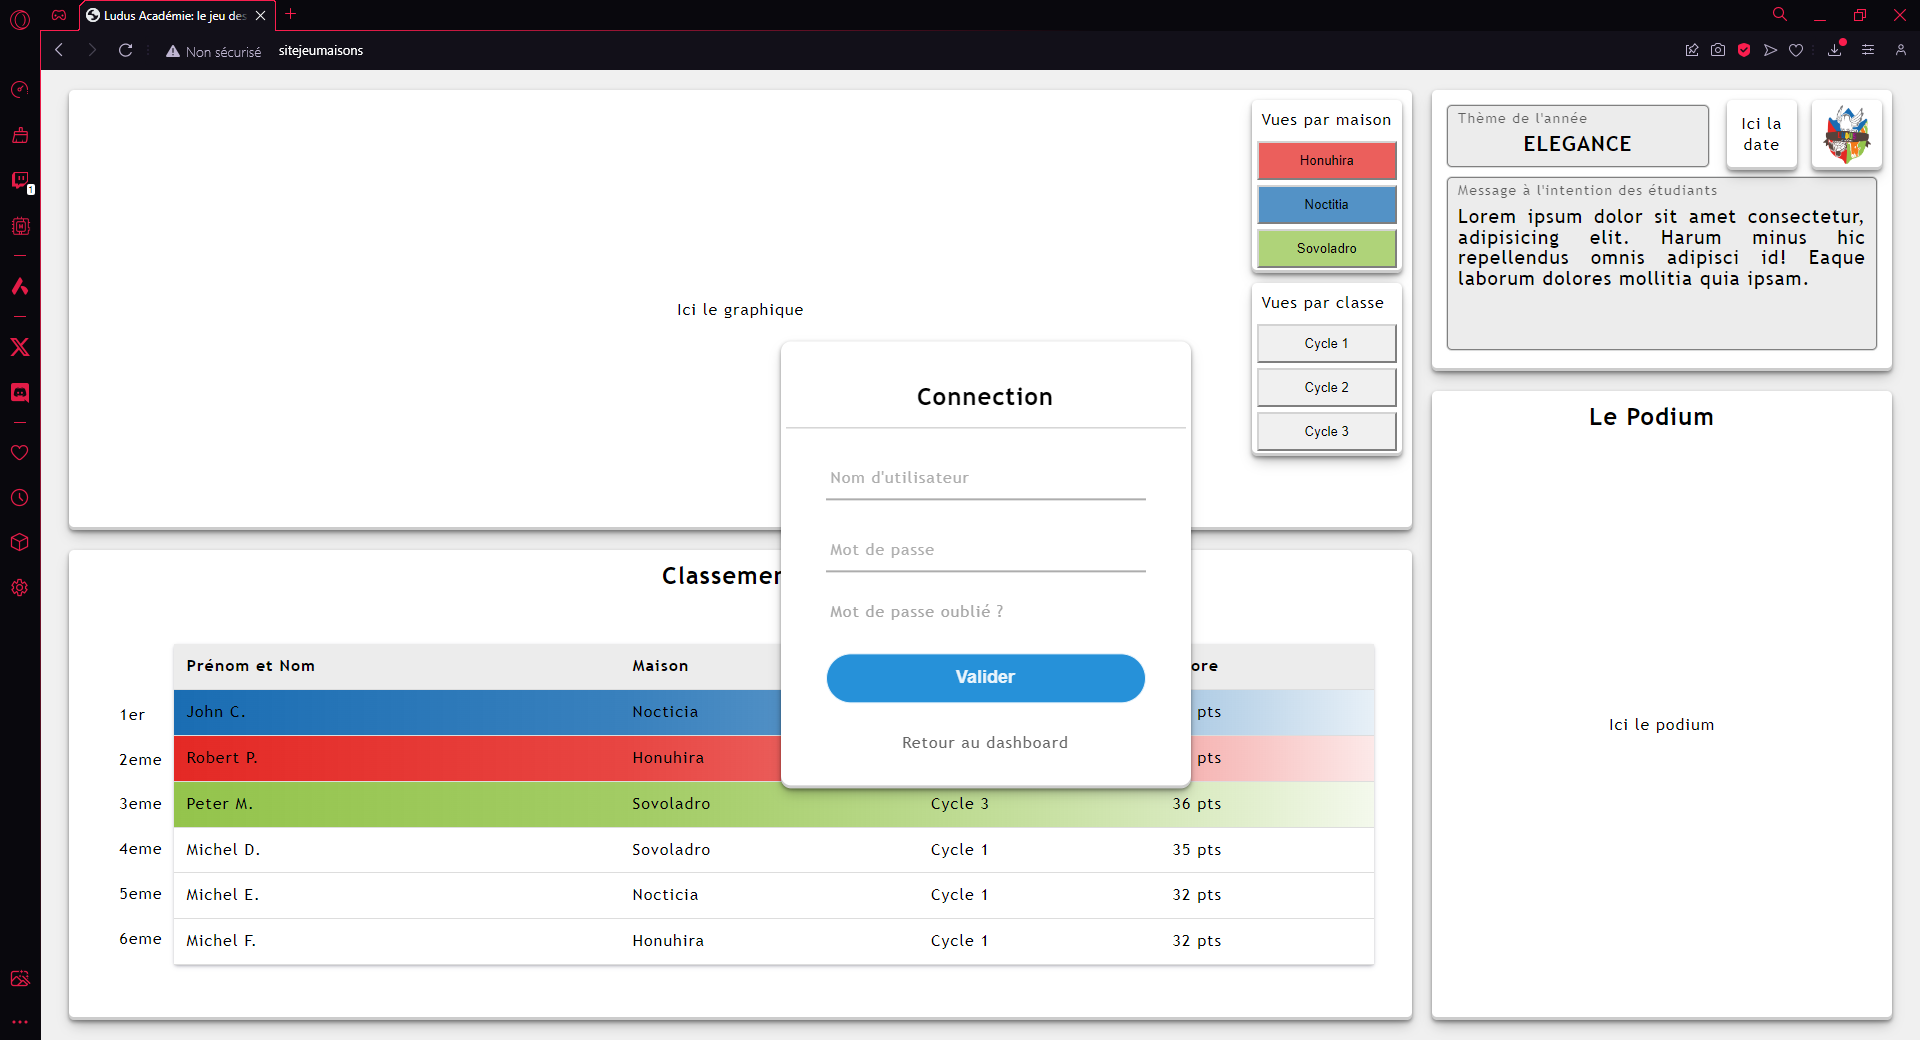 Ludus Académie: le jeu des
Non sécurisé
sitejeumaisons
1
Ici le graphique
Vues par maison
Honuhira
Noctitia
Sovoladro
Vues par classe
Cycle 1
Cycle 2
Cycle 3
Thème de l'année
ELEGANCE
Ici la
date
Message à l'intention des étudiants
Lorem ipsum dolor sit amet consectetur,
adipisicing elit. Harum minus hic
repellendus omnis adipisci id! Eaque
laborum dolores mollitia quia ipsam.
Le Podium
Ici le podium
Connection
Nom d'utilisateur
Mot de passe
Mot de passe oublié ?
Valider
Retour au dashboard
Classemen
Prénom et Nom Maison ore
1er John C. Nocticia pts
2eme Robert P. Honuhira pts
3eme Peter M. Sovoladro Cycle 3 36 pts
4eme Michel D. Sovoladro Cycle 1 35 pts
5eme Michel E. Nocticia Cycle 1 32 pts
6eme Michel F. Honuhira Cycle 1 32 pts